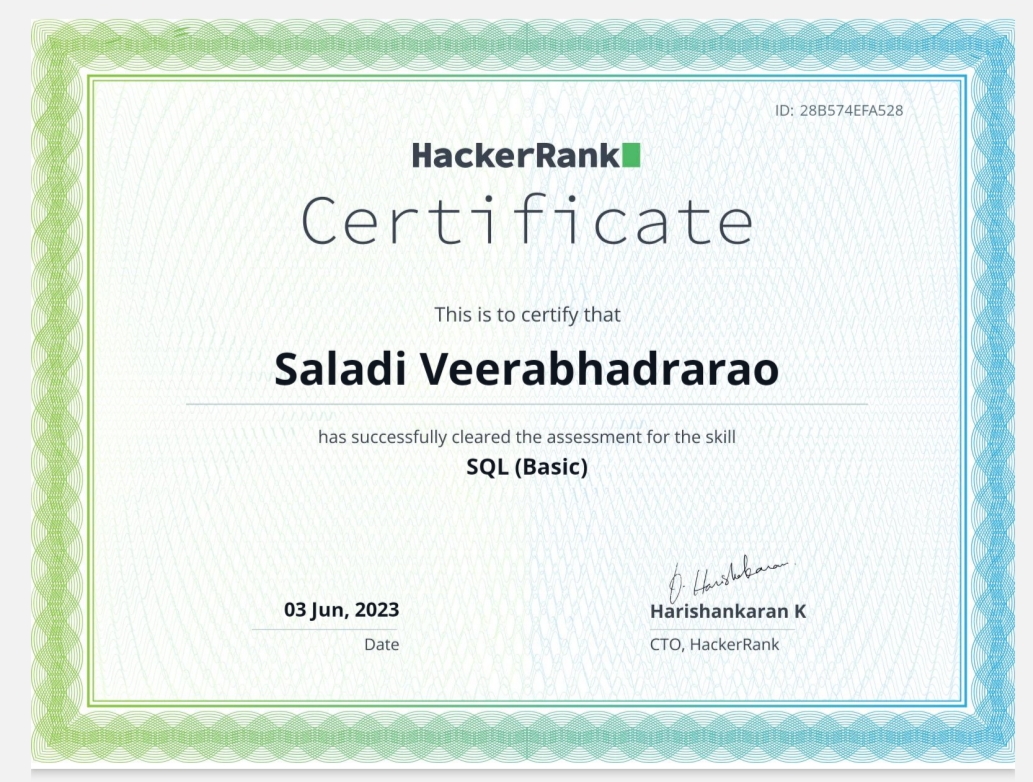 ID: 28B574EFA528
HackerRank
Certificate
This is to certify that
Saladi Veerabhadrarao
has successfully cleared the assessment for the skill
SQL (Basic)
03 Jun, 2023
Date
Harishankaran K
CTO, HackerRank